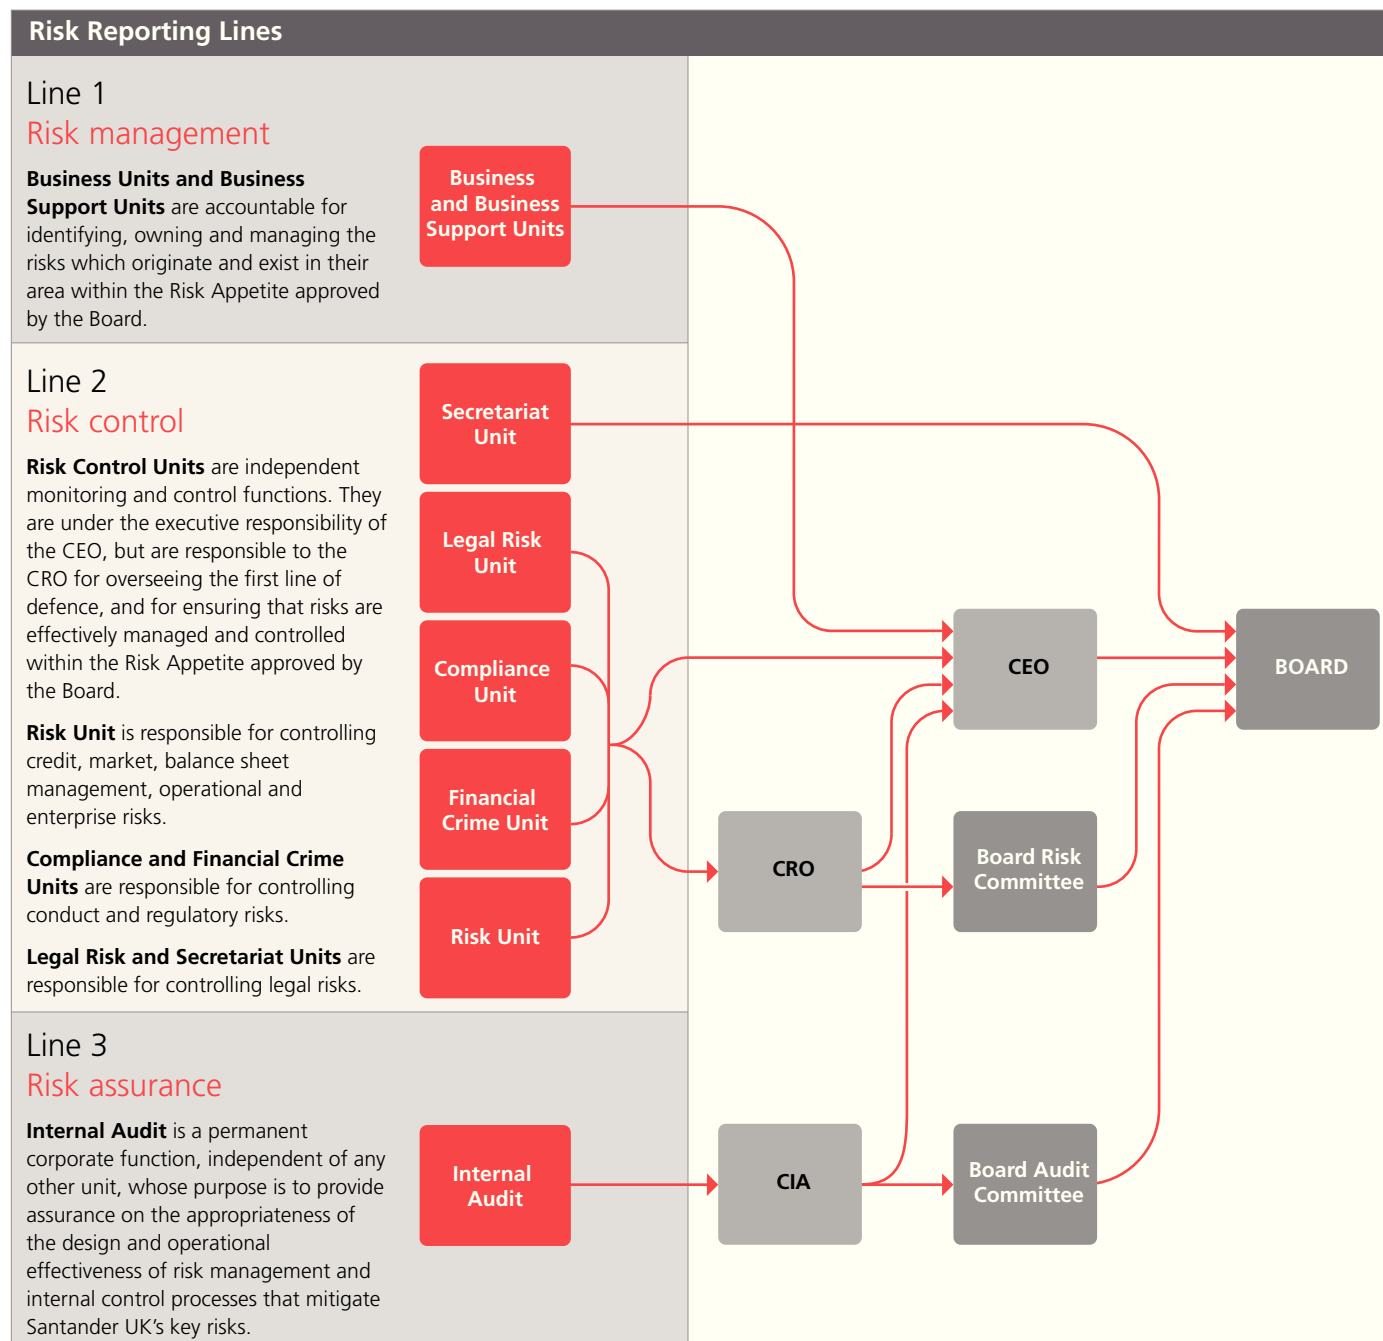 Risk Reporting Lines
Line 1
Risk management
Business Units and Business
Support Units are accountable for
identifying, owning and managing the
risks which originate and exist in their
area within the Risk Appetite approved
by the Board.
Business
and Business
Support Units
Line 2
Risk control
Risk Control Units are independent
monitoring and control functions. They
are under the executive responsibility of
the CEO, but are responsible to the
CRO for overseeing the first line of
defence, and for ensuring that risks are
effectively managed and controlled
within the Risk Appetite approved by
the Board.
Risk Unit is responsible for controlling
credit, market, balance sheet
management, operational and
enterprise risks.
Compliance and Financial Crime
Units are responsible for controlling
conduct and regulatory risks.
Legal Risk and Secretariat Units are
responsible for controlling legal risks.
Secretariat
Unit
Legal Risk
Unit
Compliance
Unit
Financial
Crime Unit
Risk Unit
CEO
BOARD
CRO
Board Risk
Committee
Line 3
Risk assurance
Internal Audit is a permanent
corporate function, independent of any
other unit, whose purpose is to provide
assurance on the appropriateness of
the design and operational
effectiveness of risk management and
internal control processes that mitigate
Santander UK's key risks.
Internal
Audit
CIA
Board Audit
Committee